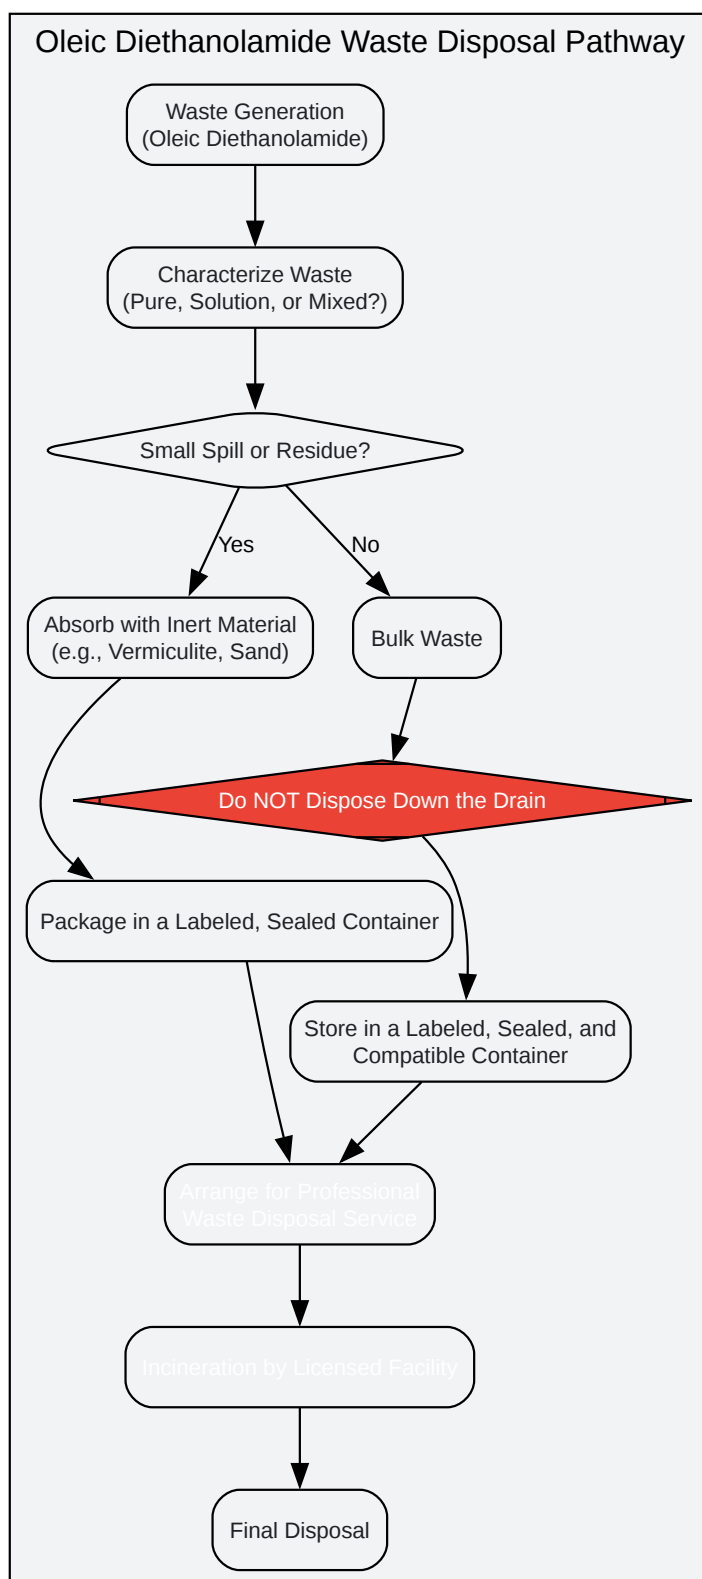 Oleic Diethanolamide Waste Disposal Pathway
Waste Generation
(Oleic Diethanolamide)
Characterize Waste
(Pure, Solution, or Mixed?)
Small Spill or Residue?
Yes
No
Absorb with Inert Material
(e.g., Vermiculite, Sand)
Bulk Waste
Do NOT Dispose Down the Drain
Package in a Labeled, Sealed Container
Store in a Labeled, Sealed, and
Compatible Container
Arrange for Professional
Waste Disposal Service
Incineration by Licensed Facility
Final Disposal